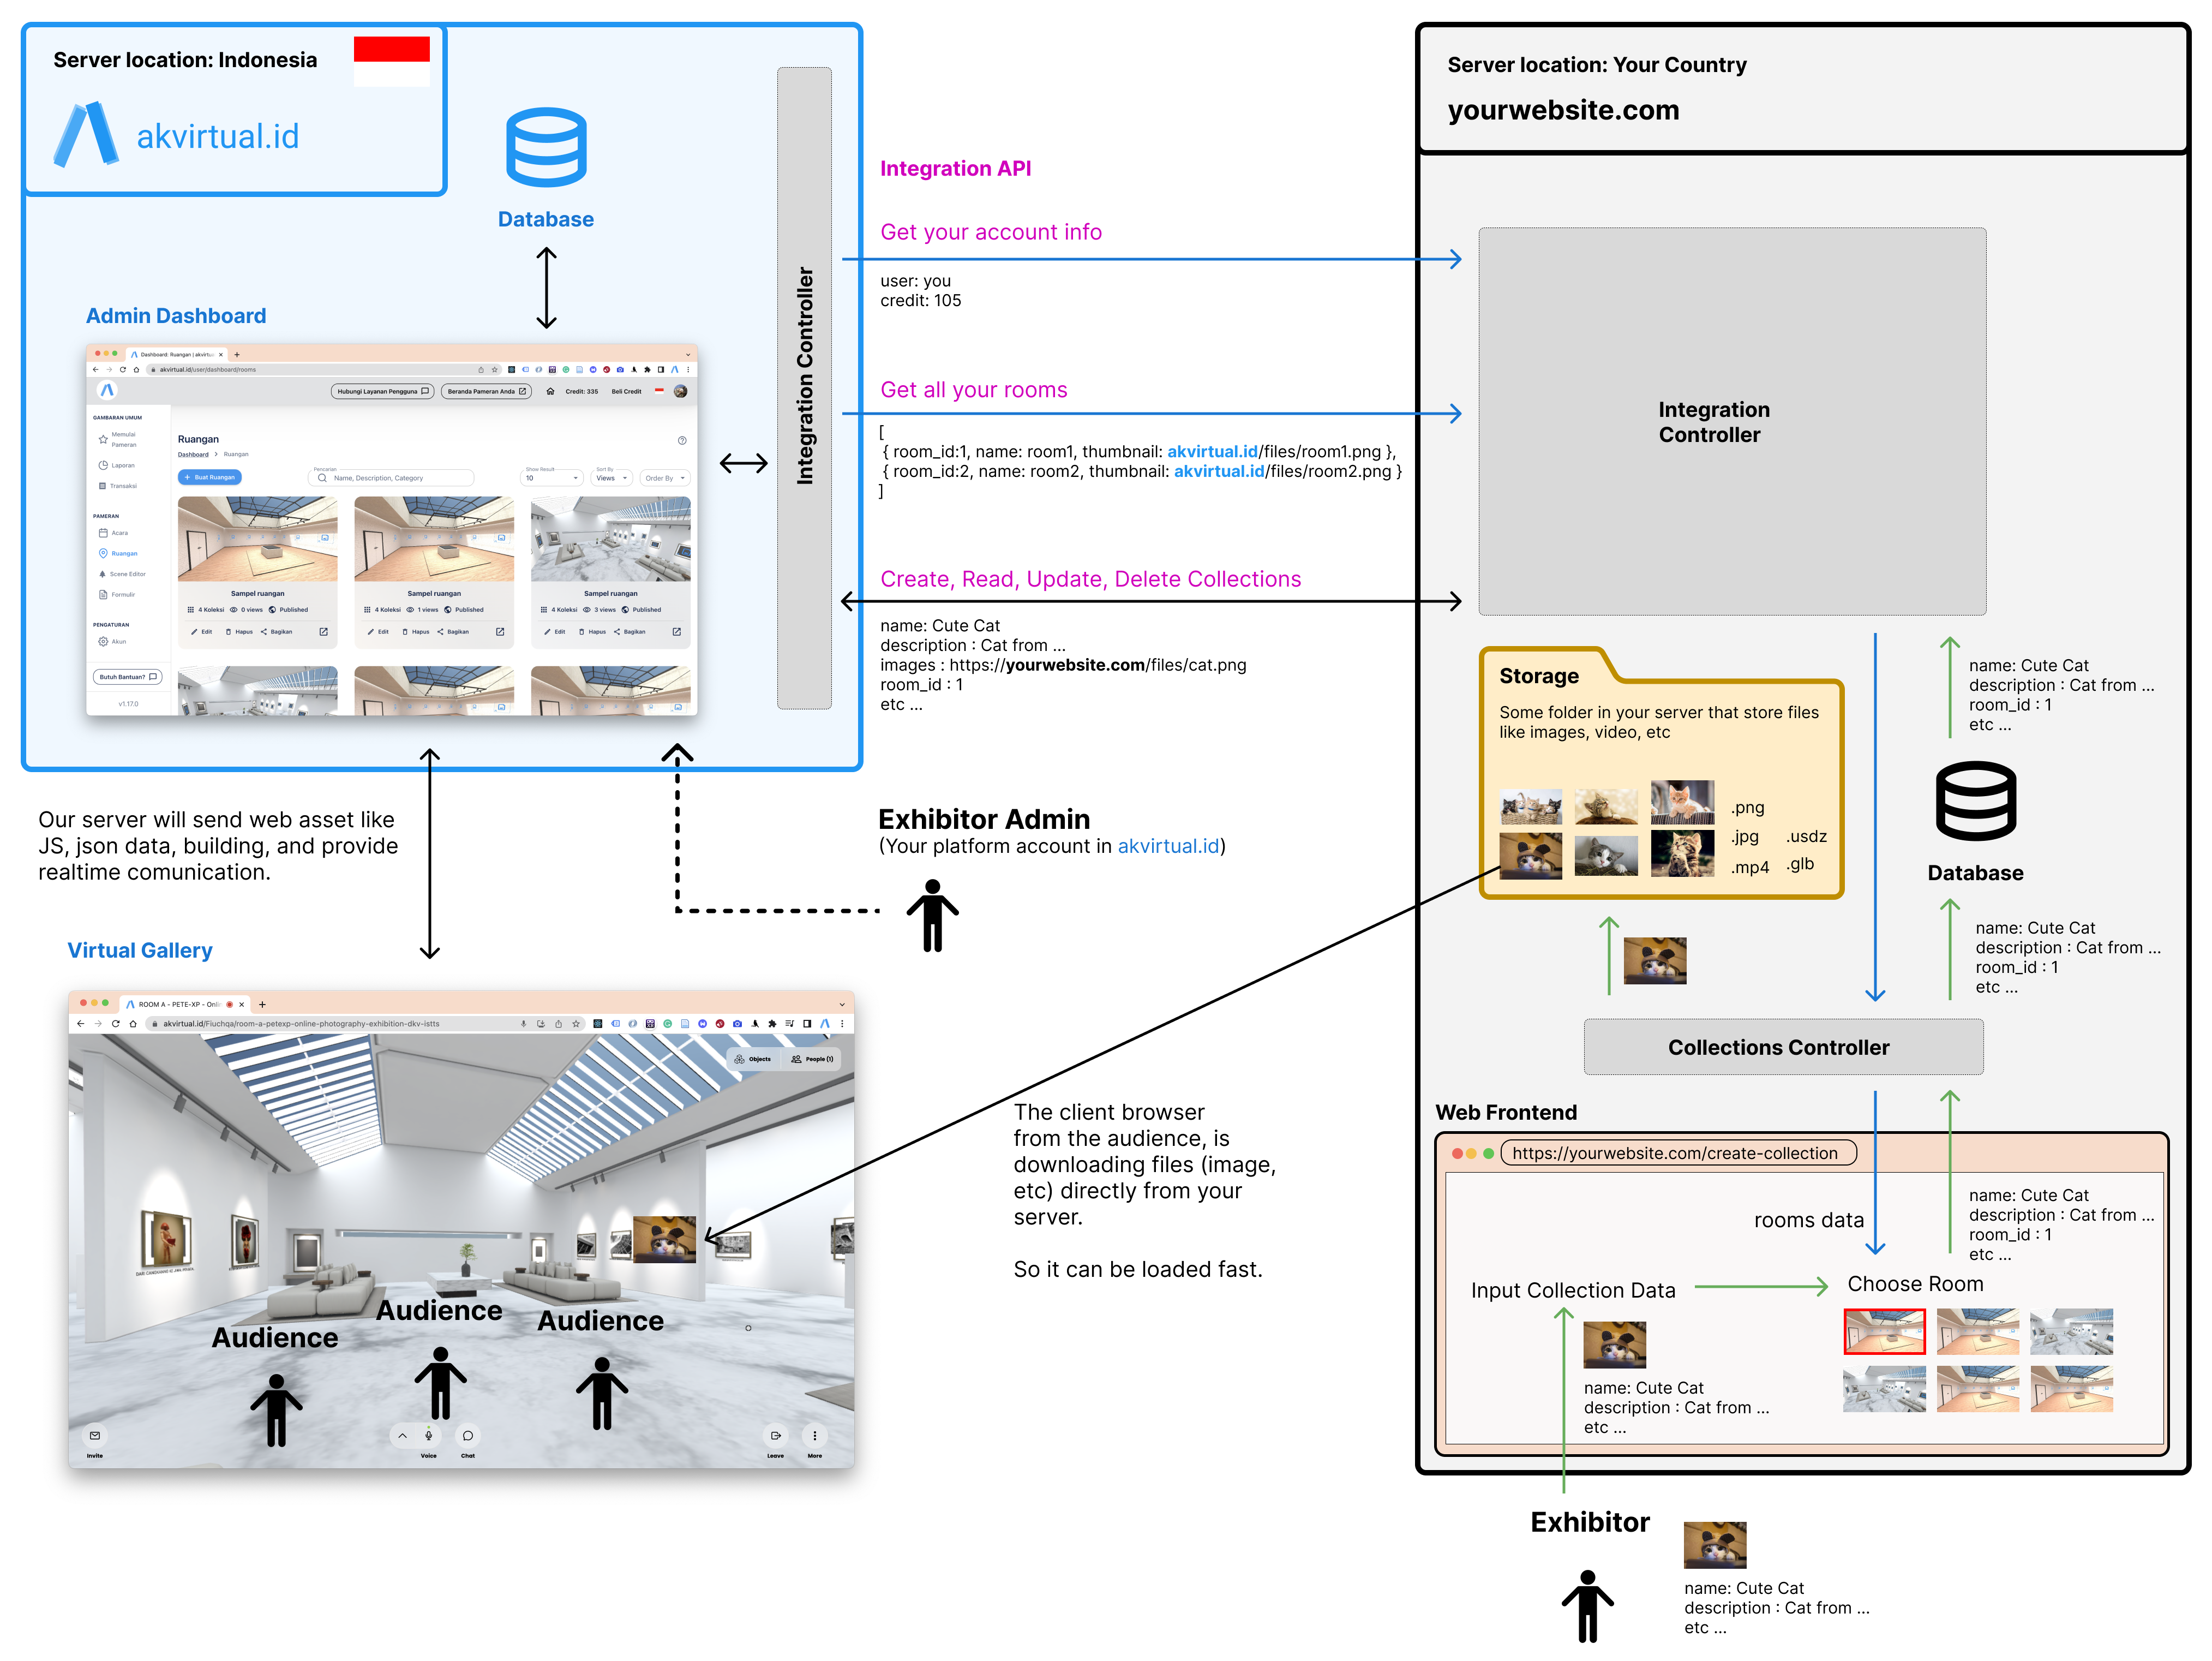 Server location: Indonesia
akvirtual.id
Database
Admin Dashboard
Dashboard: Ruangan | akvirtu
akvirtual.id/user/dashboard/rooms
Hubungi Layanan Pengguna
Beranda Pameran Anda
Credit: 335
Beli Credit
GAMBARAN UMUM
Memulai
Pameran
Laporan
Transaksi
PAMERAN
Acara
Ruangan
Scene Editor
Formulir
PENGATURAN
Akun
Butuh Bantuan?
v1.17.0
Ruangan
Dashboard > Ruangan
+ Buat Ruangan
Pencarian
Name, Description, Category
Show Result
10
Sort By
Views
Order By
Sampel ruangan
4 Koleksi 0 views Published
Edit Hapus Bagikan
Sampel ruangan
4 Koleksi 1 views Published
Edit Hapus Bagikan
Sampel ruangan
4 Koleksi 3 views Published
Edit Hapus Bagikan
Integration Controller
Integration API
Get your account info
user: you
credit: 105
Get all your rooms
[
{ room_id:1, name: room1, thumbnail: akvirtual.id/files/room1.png },
{ room_id:2, name: room2, thumbnail: akvirtual.id/files/room2.png }
]
Create, Read, Update, Delete Collections
name: Cute Cat
description : Cat from ...
images : https://yourwebsite.com/files/cat.png
room_id : 1
etc ...
Our server will send web asset like
JS, json data, building, and provide
realtime comunication.
Exhibitor Admin
(Your platform account in akvirtual.id)
Virtual Gallery
ROOM A - PETE-XP - Onli
akvirtual.id/Fiuchqa/room-a-petexp-online-photography-exhibition-dkv-istts
Objects
People (1)
Audience
Audience
Audience
Invite
Voice
Chat
Leave
More
The client browser
from the audience, is
downloading files (image,
etc) directly from your
server.
So it can be loaded fast.
Server location: Your Country
yourwebsite.com
Integration
Controller
Storage
Some folder in your server that store files
like images, video, etc
.png
.jpg
.usdz
.mp4
.glb
name: Cute Cat
description : Cat from ...
room_id : 1
etc ...
Database
name: Cute Cat
description : Cat from ...
room_id : 1
etc ...
Collections Controller
Web Frontend
https://yourwebsite.com/create-collection
rooms data
name: Cute Cat
description : Cat from ...
room_id : 1
etc ...
Input Collection Data
Choose Room
name: Cute Cat
description : Cat from ...
etc ...
Exhibitor
name: Cute Cat
description : Cat from ...
etc ...